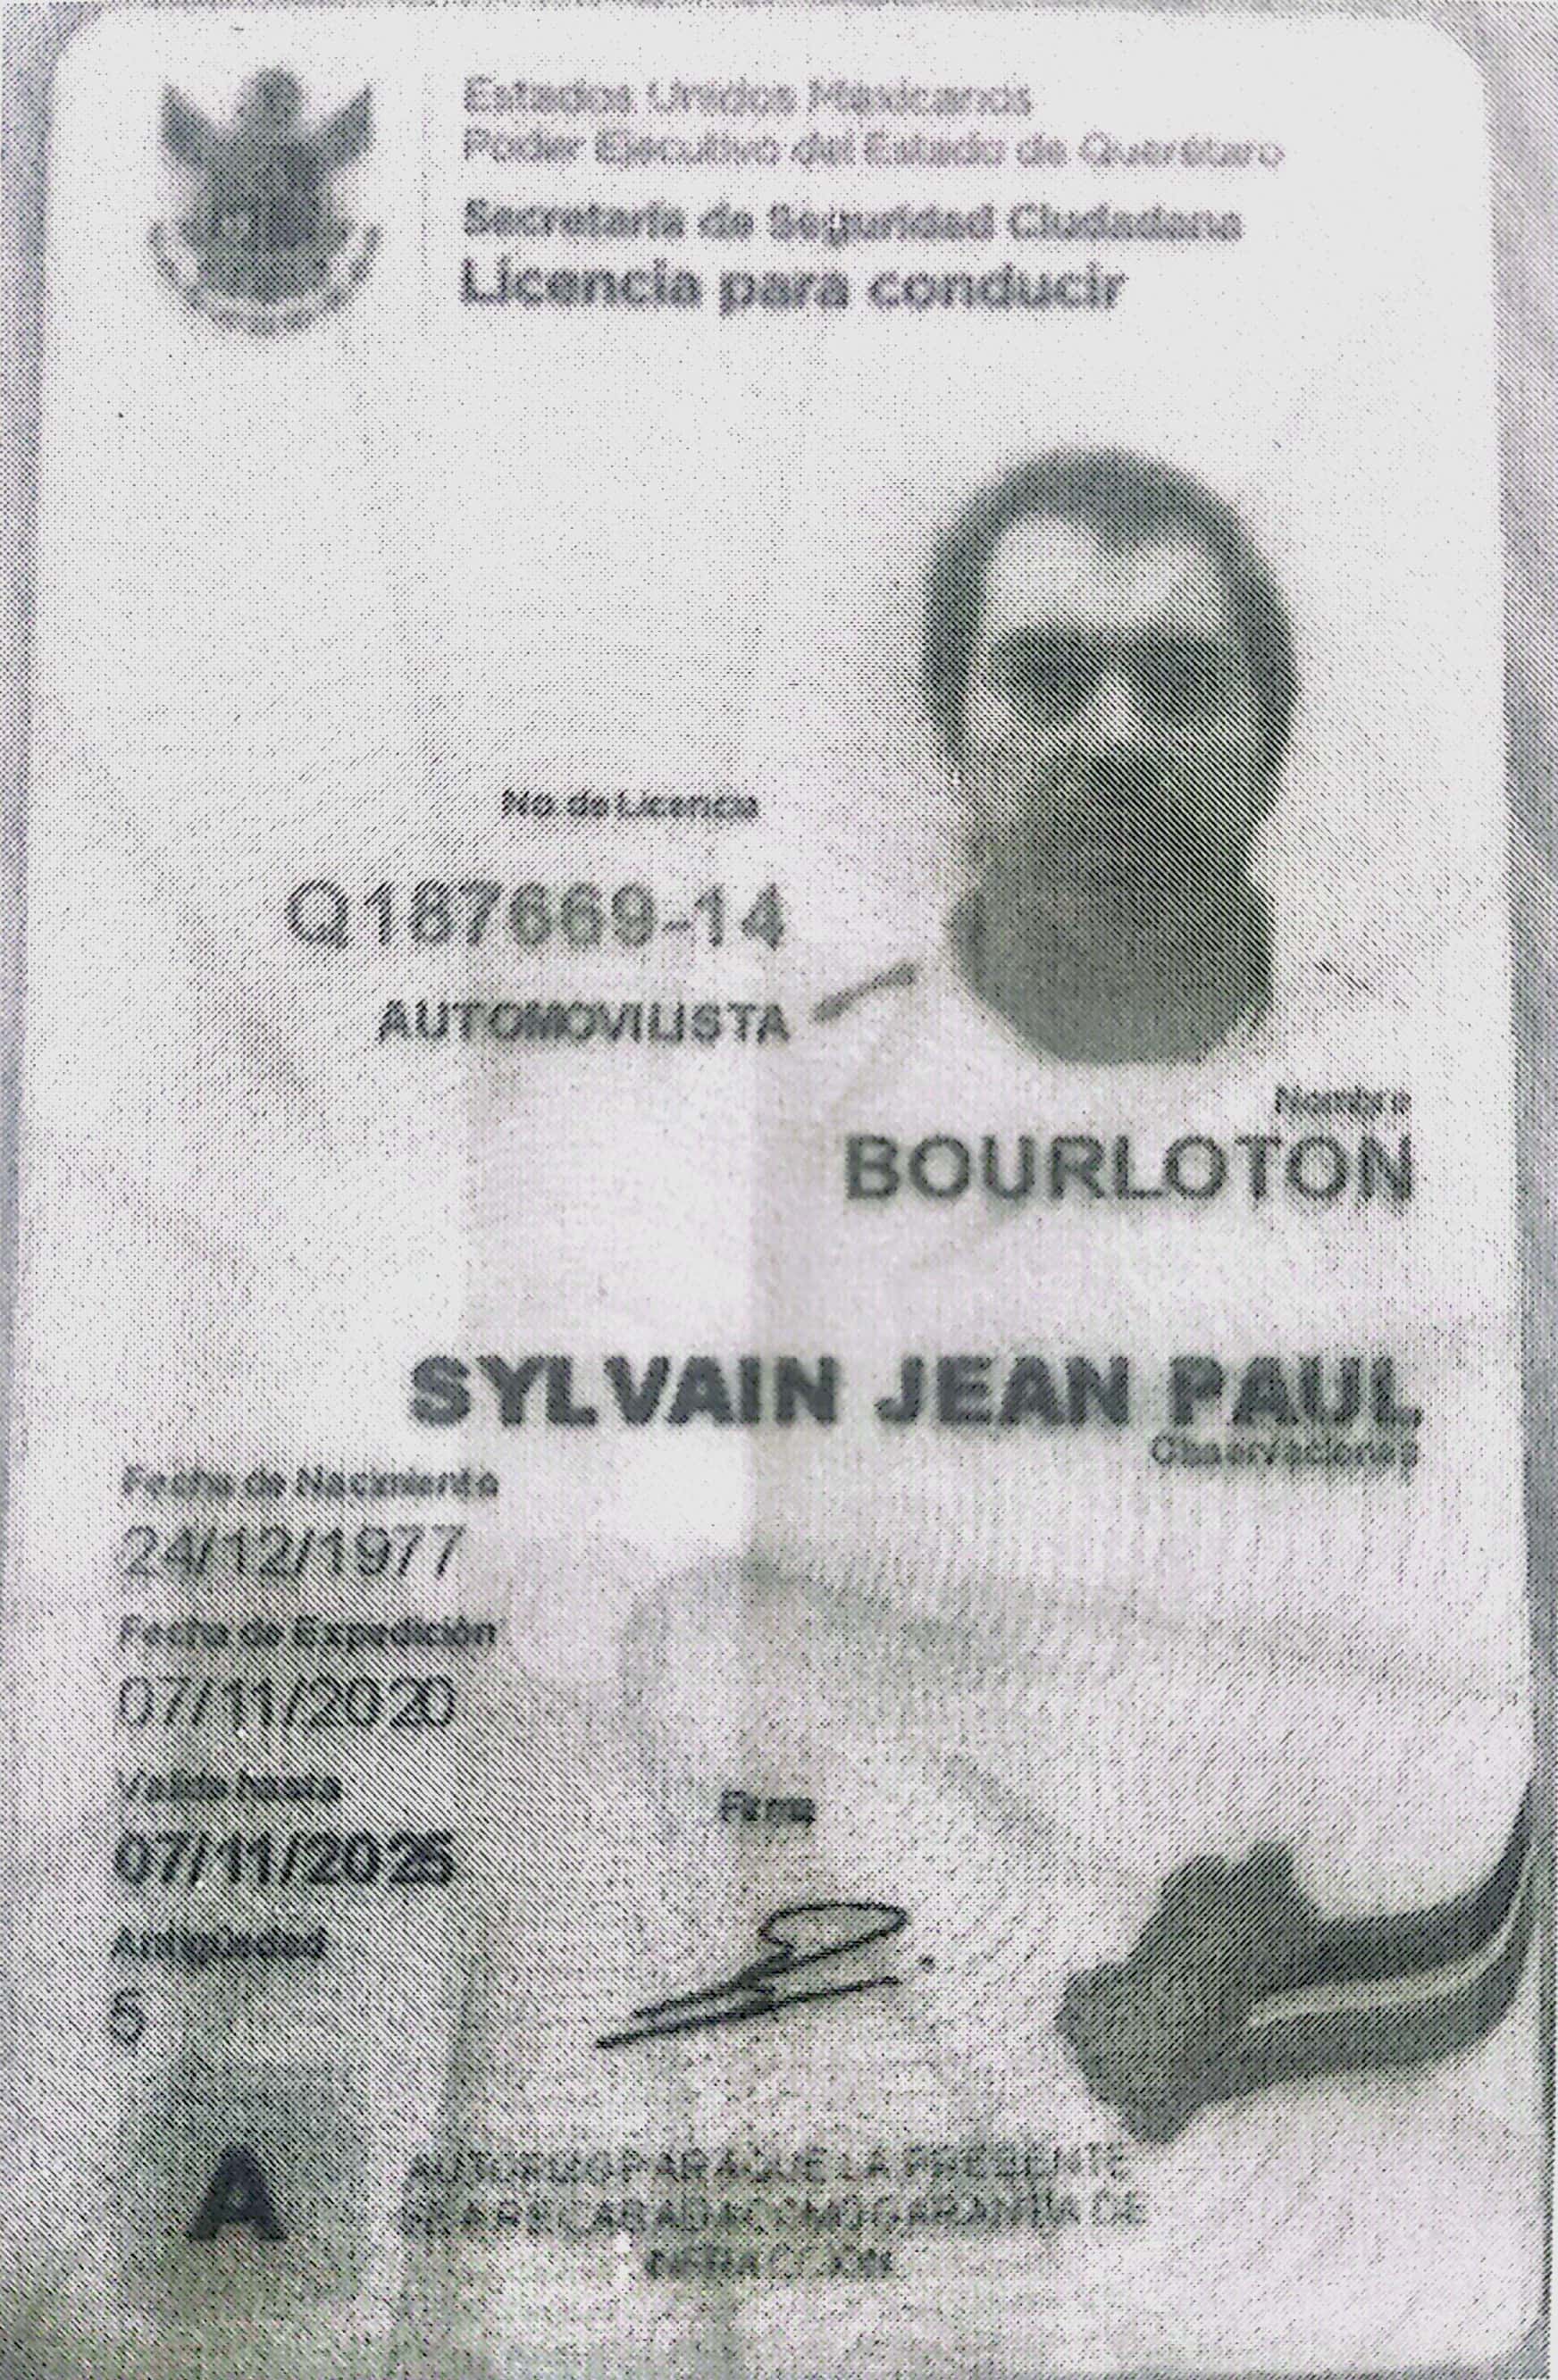 Estados Unidos Mexicanos
Poder Ejecutivo del Estado de Querétaro
Secretaría de Seguridad Ciudadana
Licencia para conducir
No. de Licencia
Q187669-14
AUTOMOVILISTA
Nombre
BOURLOTON
SYLVAIN JEAN PAUL
Observaciones
Fecha de Nacimiento
24/12/1977
Fecha de Expedición
07/11/2020
Válida hasta
07/11/2025
Antigüedad
6
Firma
A
AUTORIZO PARA QUE LA PRESENTE
SEA RECABADA COMO GARANTIA DE
INFRACCION